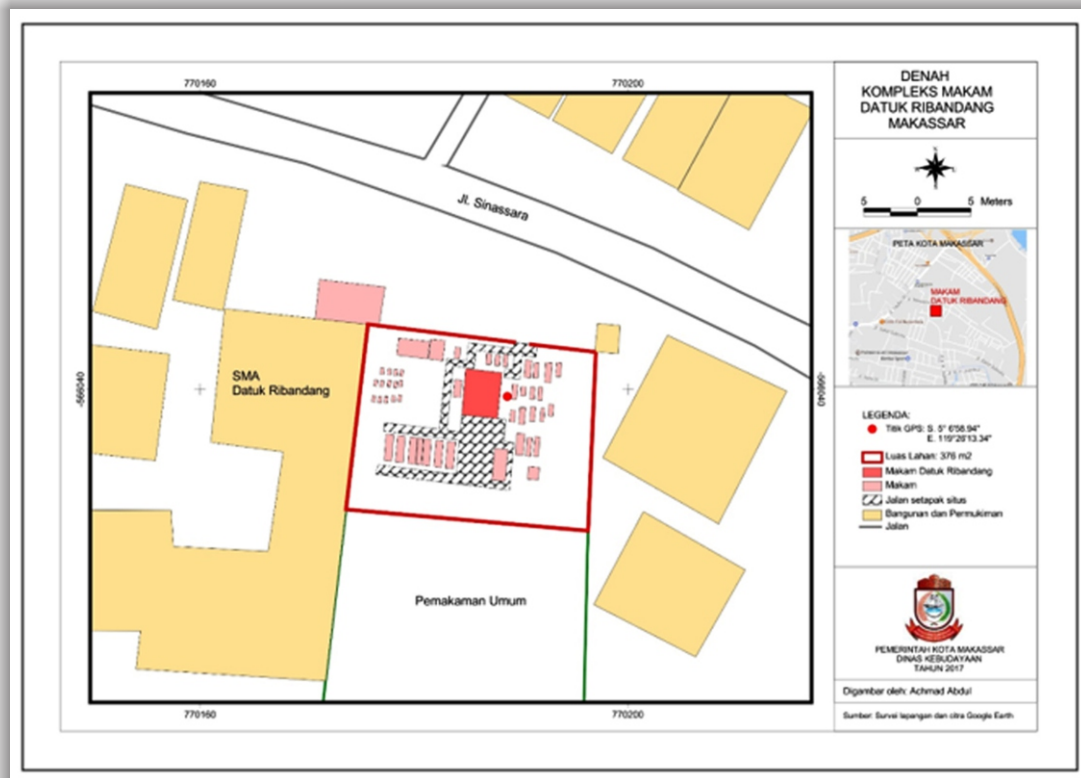 770160
770200
Jl. Sinassara
-566040
SMA
Datuk Ribandang
-566040
Pemakaman Umum
770160
770200
DENAH
KOMPLEKS MAKAM
DATUK RIBANDANG
MAKASSAR
5 0 5 Meters
PETA KOTA MAKASSAR
MAKAM
DATUK RIBANDANG
LEGENDA:
Titik GPS: S. 5° 6'58.94"
E. 119°26'13.34"
Luas Lahan: 376 m2
Makam Datuk Ribandang
Makam
Jalan setapak situs
Bangunan dan Permukiman
Jalan
PEMERINTAH KOTA MAKASSAR
DINAS KEBUDAYAAN
TAHUN 2017
Digambar oleh: Achmad Abdul
Sumber: Survei lapangan dan citra Google Earth